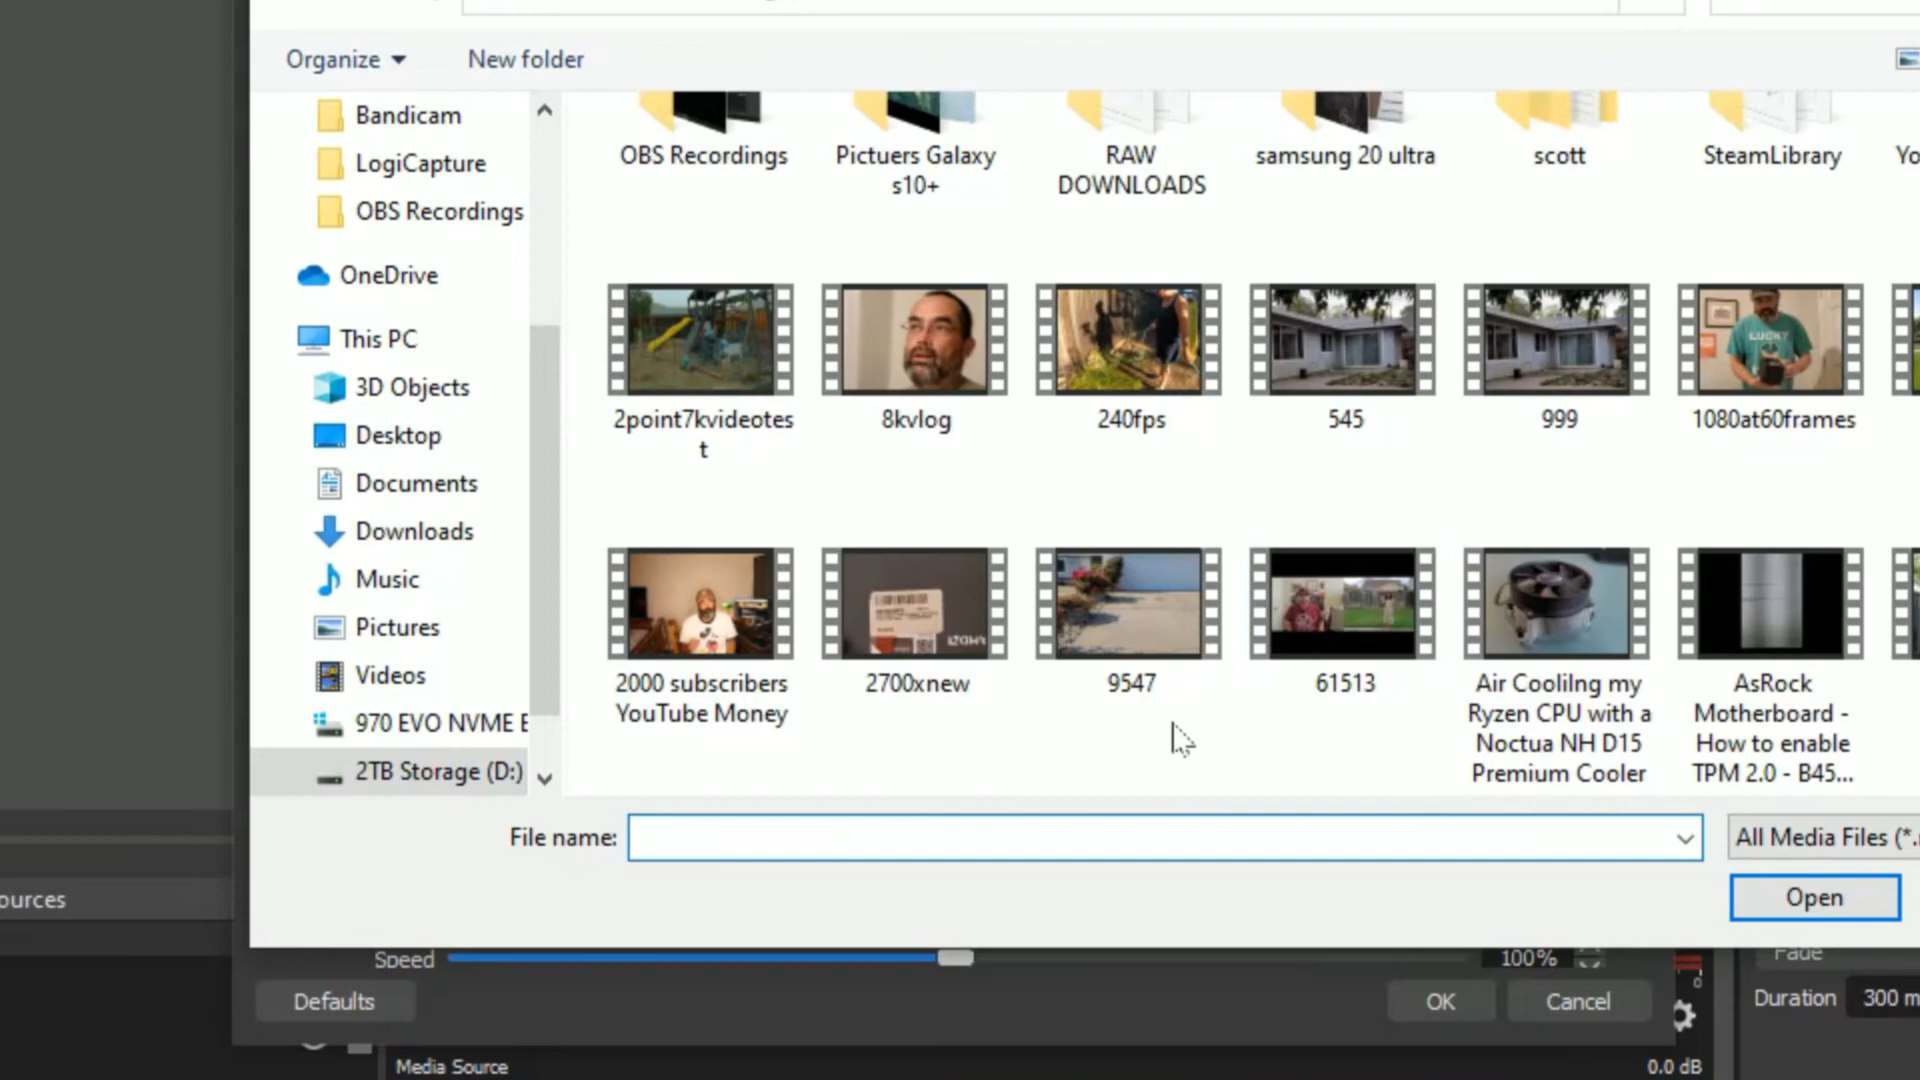 Organize
New folder
Bandicam
LogiCapture
OBS Recordings
OneDrive
This PC
3D Objects
Desktop
Documents
Downloads
Music
Pictures
Videos
970 EVO NVME E
2TB Storage (D:)
OBS Recordings
Pictuers Galaxy
s10+
RAW
DOWNLOADS
samsung 20 ultra
scott
SteamLibrary
Yo
2point7kvideotes
t
8kvlog
240fps
545
999
LUCKY
1080at60frames
2000 subscribers
YouTube Money
2700xnew
9547
61513
Air Coolilng my
Ryzen CPU with a
Noctua NH D15
Premium Cooler
AsRock
Motherboard -
How to enable
TPM 2.0 - B45...
File name:
All Media Files (*.
Open
ources
Speed
100%
Fade
Defaults
OK
Cancel
Duration
300 m
Media Source
0.0 dB